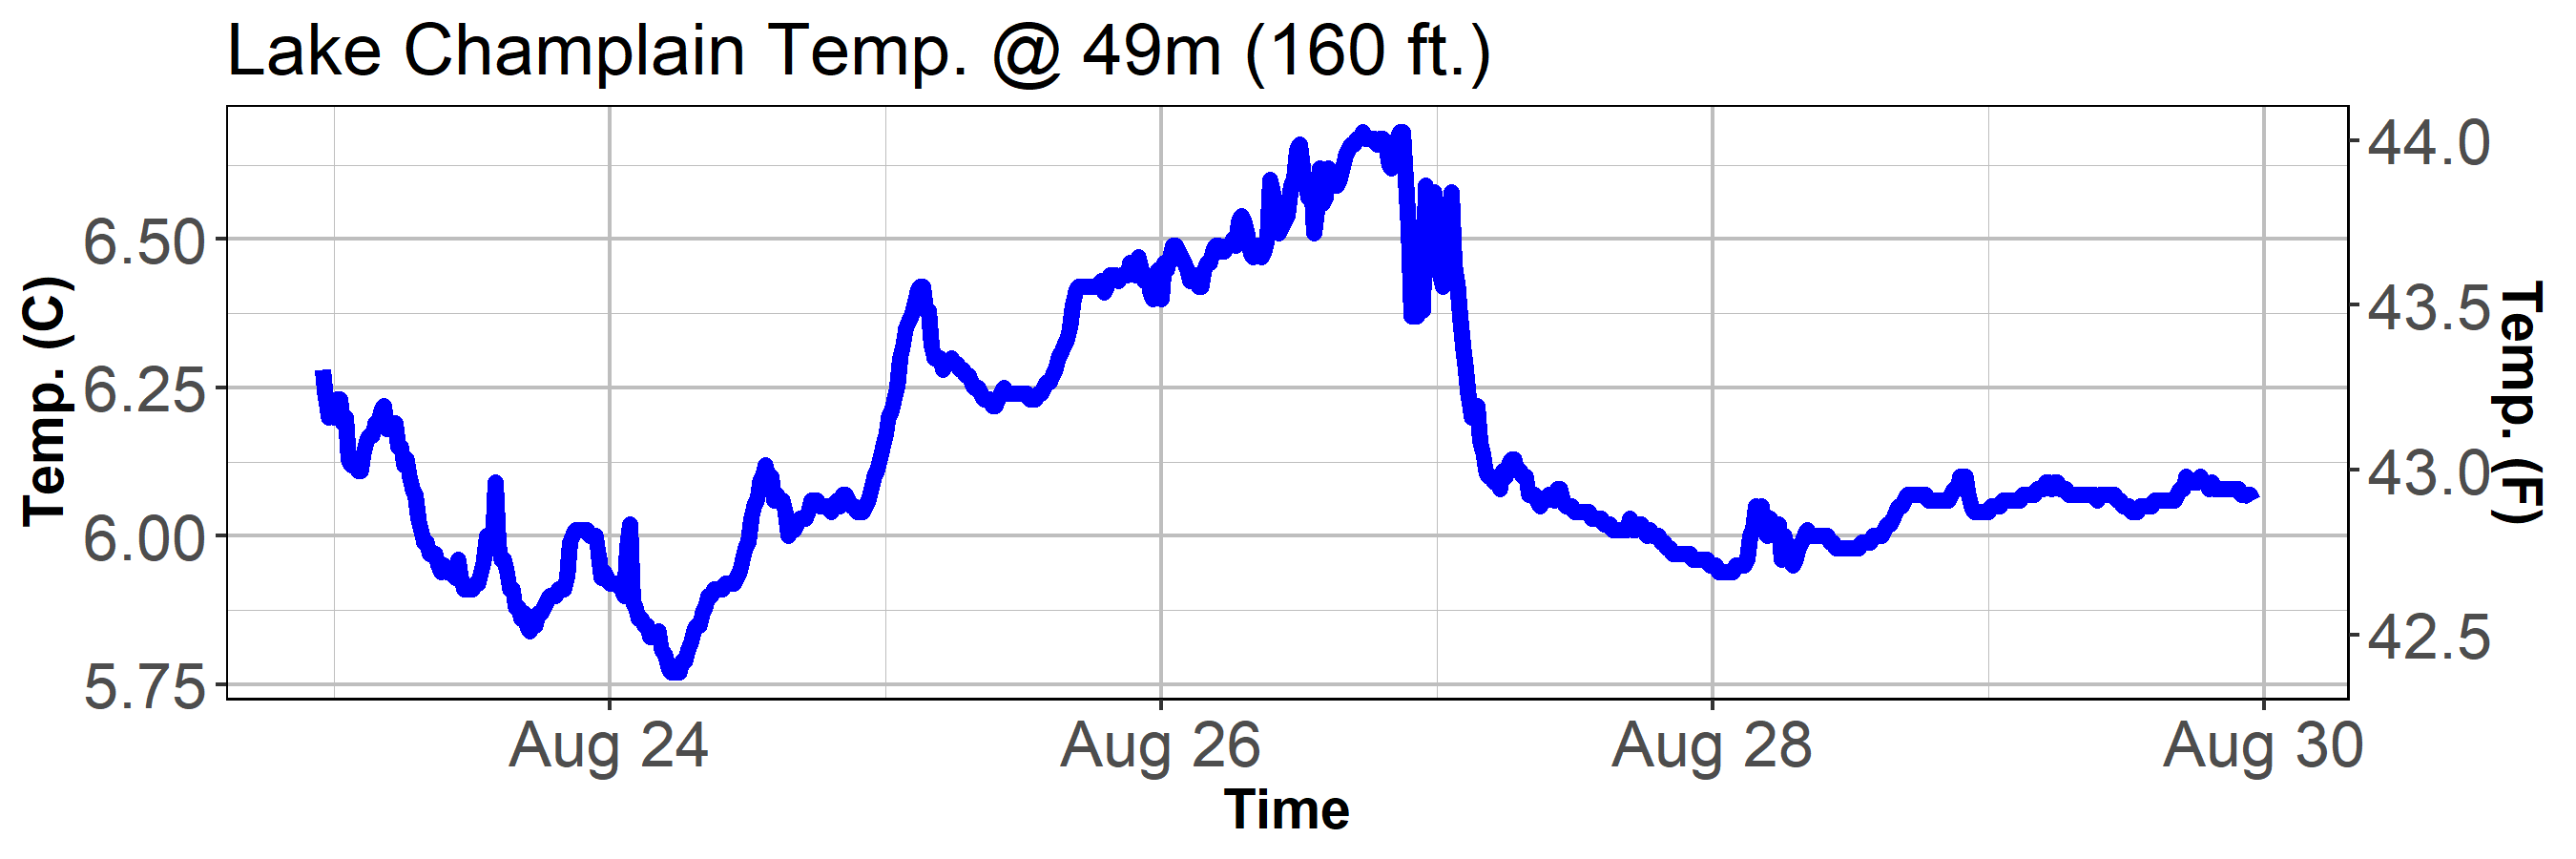 Lake Champlain Temp. @ 49m (160 ft.)
Temp. (C)
6.50
6.25
6.00
5.75
44.0
43.5
43.0
42.5
Temp. (F)
Aug 24 Aug 26 Aug 28 Aug 30
Time